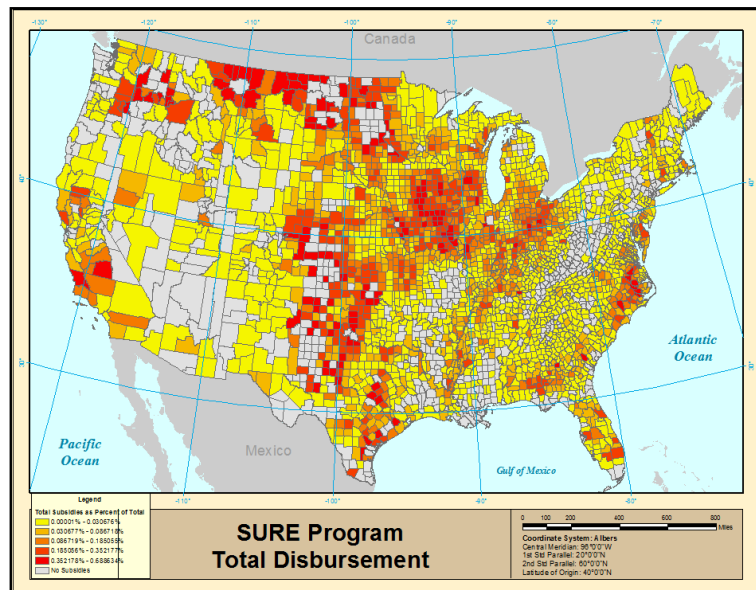 -130°
-120°
-110°
-100°
-90°
-80°
-70°
Canada
40°
40°
30°
30°
Atlantic
Ocean
Pacific
Ocean
Mexico
Gulf of Mexico
-110°
-100°
-90°
-80°
Legend
Total Subsidies as Percent of Total
0.00001% - 0.030676%
0.030677% - 0.086718%
0.086719% - 0.185055%
0.185056% - 0.352177%
0.352178% - 0.688634%
No Subsidies
SURE Program
Total Disbursement
0 100 200 400 600 800
Miles
Coordinate System: Albers
Central Meridian: 96°0'0"W
1st Std Parallel: 20°0'0"N
2nd Std Parallel: 60°0'0"N
Latitude of Origin: 40°0'0"N